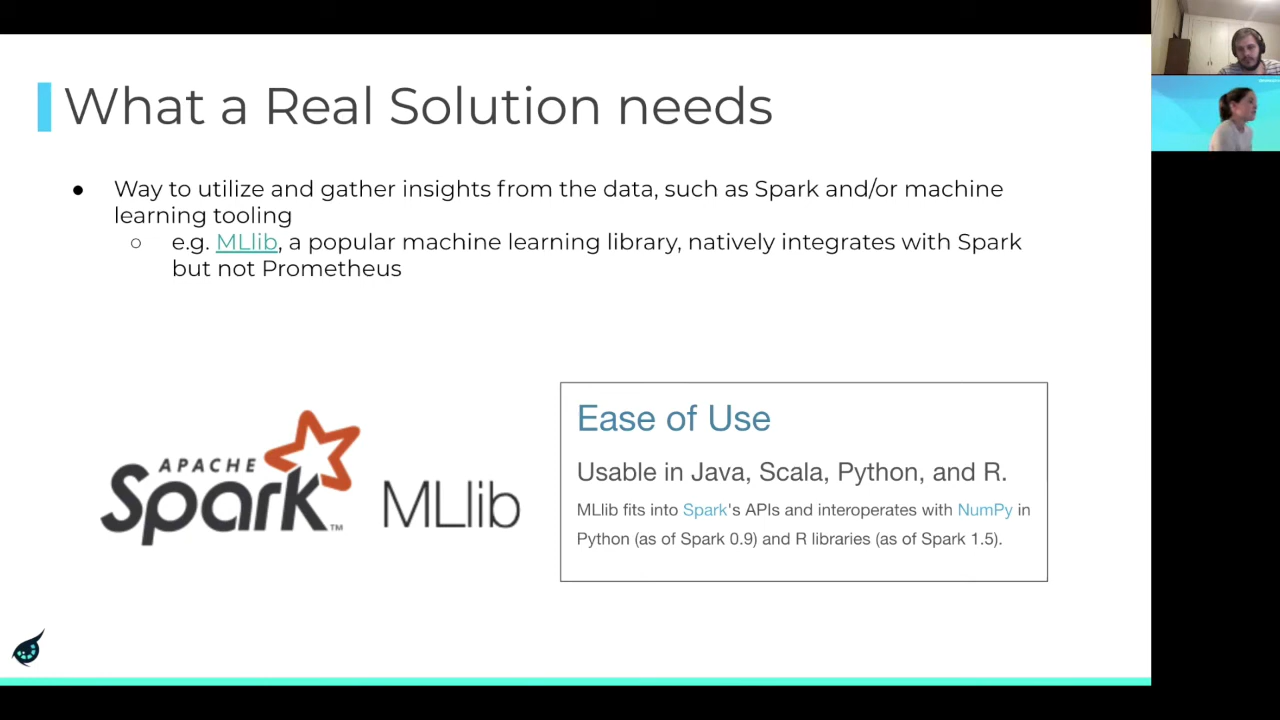 What a Real Solution needs
● Way to utilize and gather insights from the data, such as Spark and/or machine
learning tooling
○ e.g. MLlib, a popular machine learning library, natively integrates with Spark
but not Prometheus
APACHE
Spark™ MLlib
Ease of Use
Usable in Java, Scala, Python, and R.
MLlib fits into Spark's APIs and interoperates with NumPy in
Python (as of Spark 0.9) and R libraries (as of Spark 1.5).